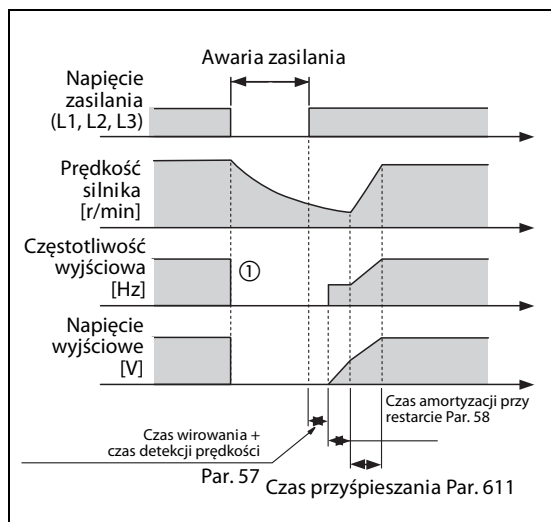 Awaria zasilania
Napięcie
zasilania
(L1, L2, L3)
Prędkość
silnika
[r/min]
Częstotliwość
wyjściowa
[Hz]
①
Napięcie
wyjściowe
[V]
Czas amortyzacji przy
restarcie Par. 58
Czas wirowania +
czas detekcji prędkości
Par. 57
Czas przyśpieszania Par. 611